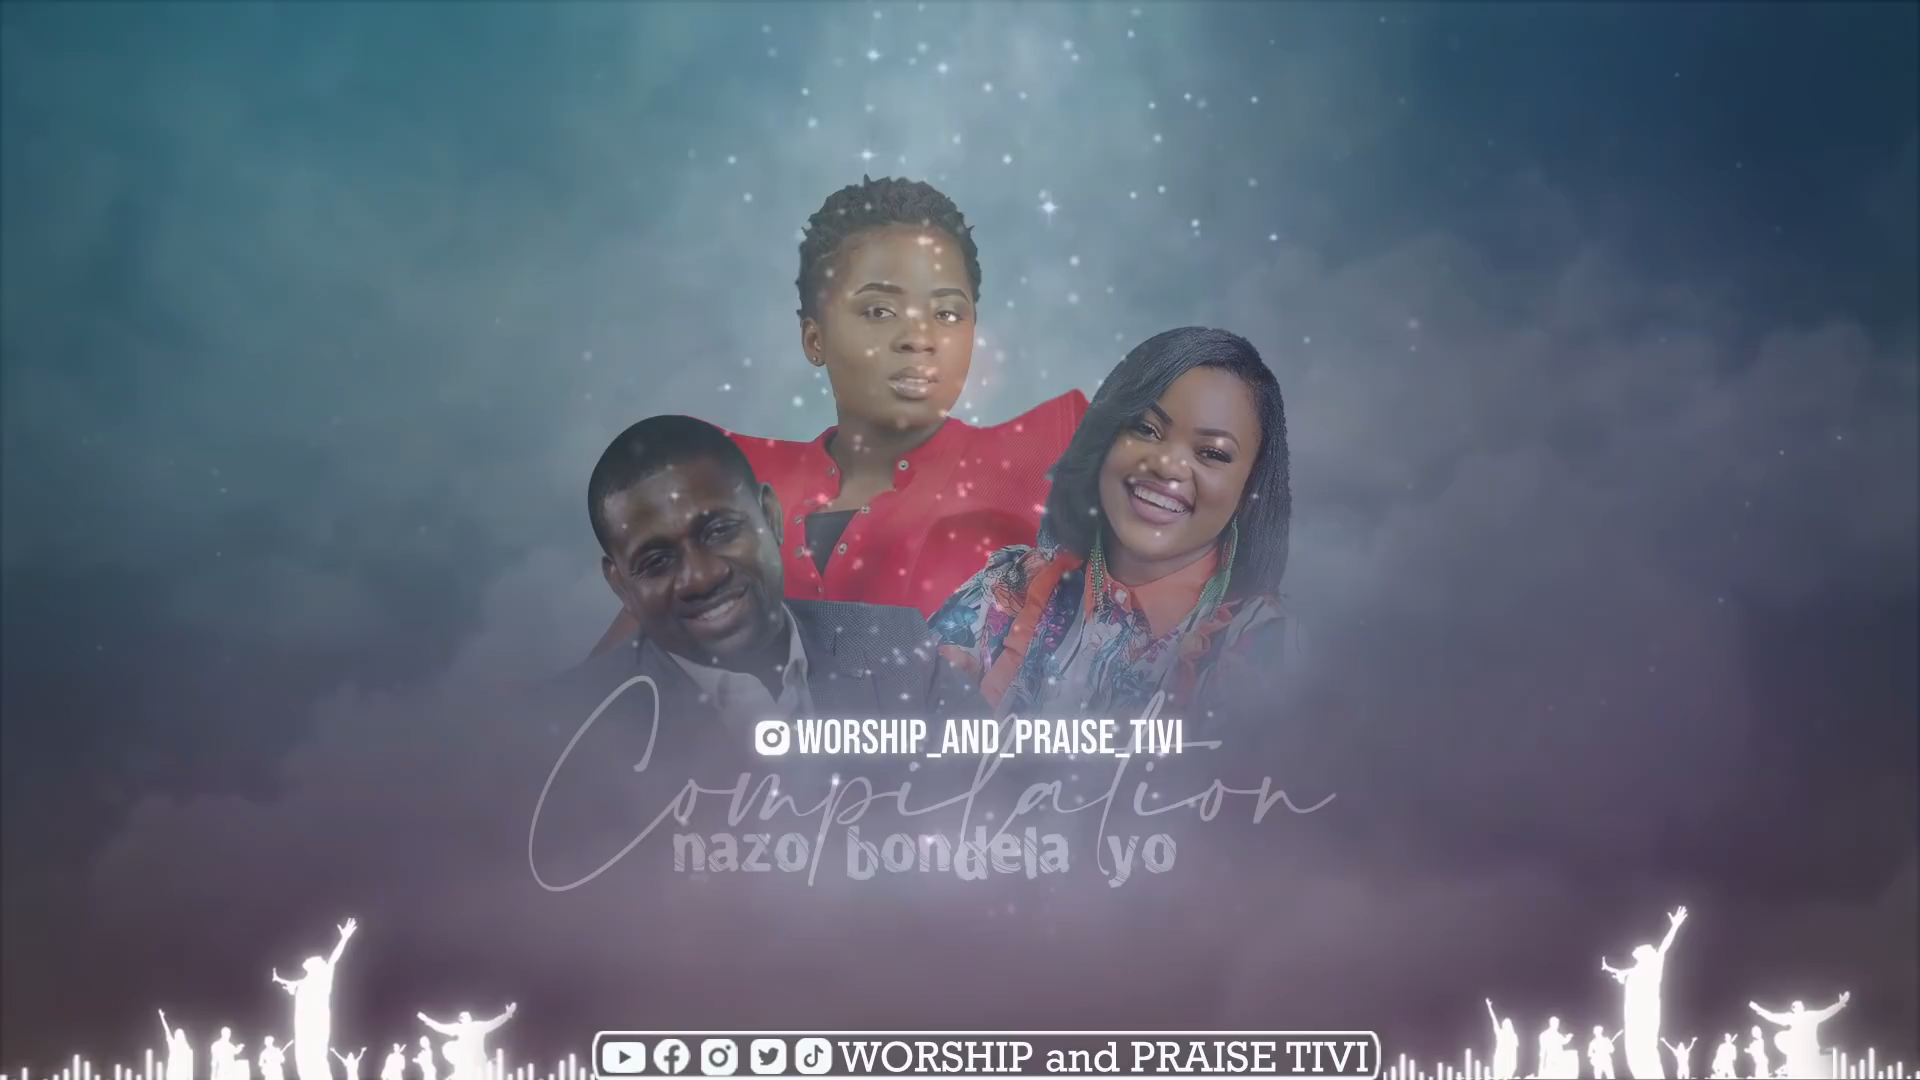 WORSHIP_AND_PRAISE_TIVI
Compilation
nazo bondela yo
WORSHIP and PRAISE TIVI